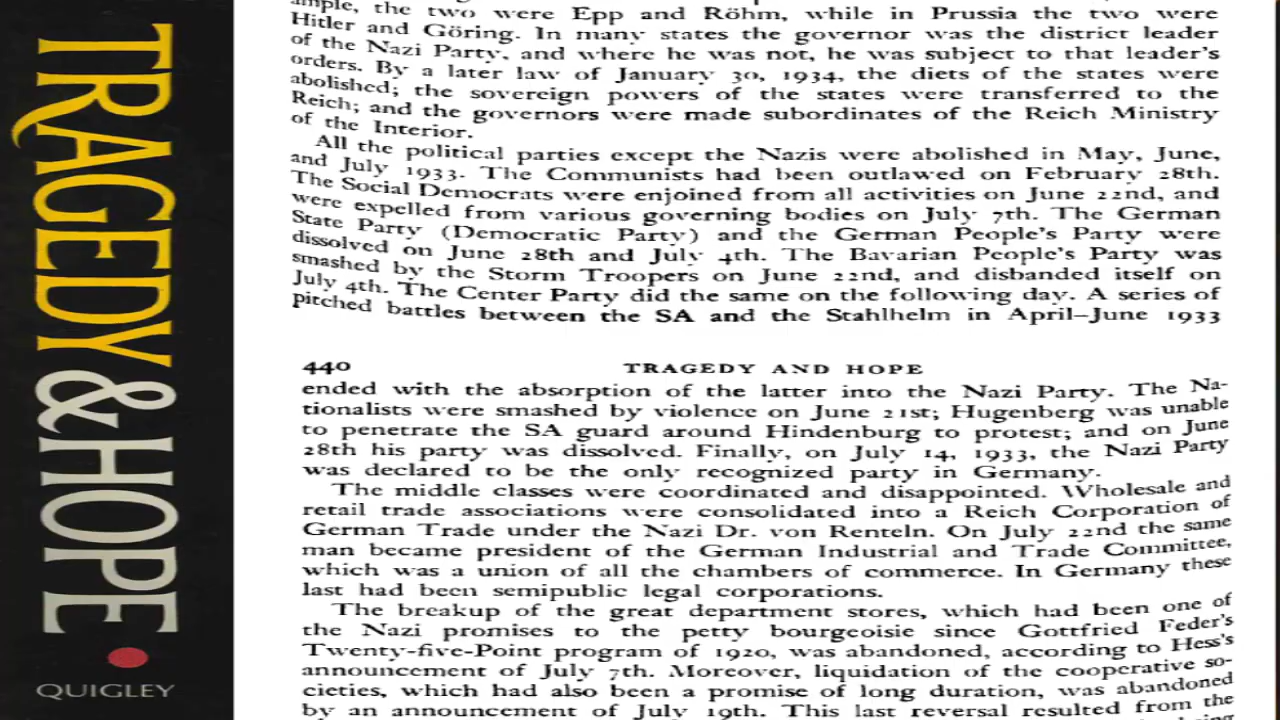 TRAGEDY & HOPE
QUIGLEY
ample, the two were Epp and Röhm, while in Prussia the two were
Hitler and Göring. In many states the governor was the district leader
of the Nazi Party, and where he was not, he was subject to that leader's
orders. By a later law of January 30, 1934, the diets of the states were
abolished; the sovereign powers of the states were transferred to the
Reich; and the governors were made subordinates of the Reich Ministry
of the Interior.
All the political parties except the Nazis were abolished in May, June,
and July 1933. The Communists had been outlawed on February 28th.
The Social Democrats were enjoined from all activities on June 22nd, and
were expelled from various governing bodies on July 7th. The German
State Party (Democratic Party) and the German People's Party were
dissolved on June 28th and July 4th. The Bavarian People's Party was
smashed by the Storm Troopers on June 22nd, and disbanded itself on
July 4th. The Center Party did the same on the following day. A series of
pitched battles between the SA and the Stahlhelm in April–June 1933
440 TRAGEDY AND HOPE
ended with the absorption of the latter into the Nazi Party. The Na-
tionalists were smashed by violence on June 21st; Hugenberg was unable
to penetrate the SA guard around Hindenburg to protest; and on June
28th his party was dissolved. Finally, on July 14, 1933, the Nazi Party
was declared to be the only recognized party in Germany.
The middle classes were coordinated and disappointed. Wholesale and
retail trade associations were consolidated into a Reich Corporation of
German Trade under the Nazi Dr. von Renteln. On July 22nd the same
man became president of the German Industrial and Trade Committee,
which was a union of all the chambers of commerce. In Germany these
last had been semipublic legal corporations.
The breakup of the great department stores, which had been one of
the Nazi promises to the petty bourgeoisie since Gottfried Feder's
Twenty-five-Point program of 1920, was abandoned, according to Hess's
announcement of July 7th. Moreover, liquidation of the cooperative so-
cieties, which had also been a promise of long duration, was abandoned
by an announcement of July 19th. This last reversal resulted from the